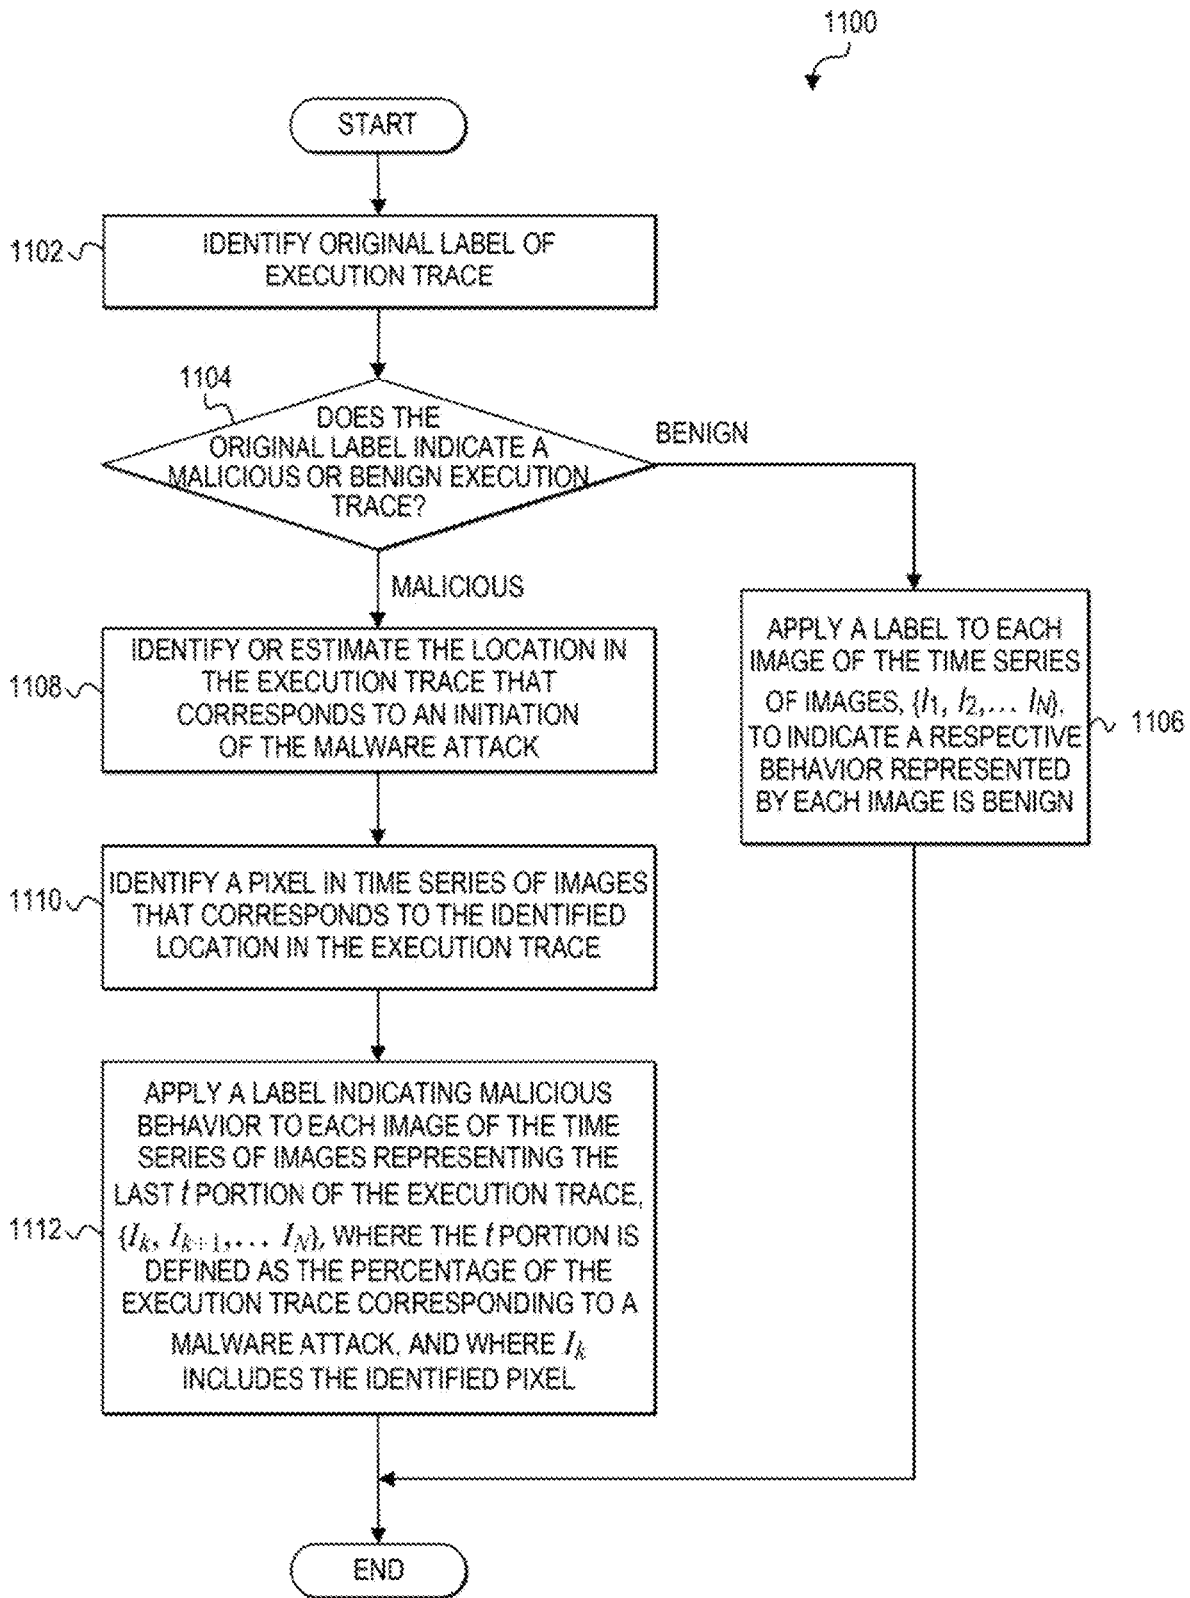 1100
START
1102
IDENTIFY ORIGINAL LABEL OF
EXECUTION TRACE
1104
DOES THE
ORIGINAL LABEL INDICATE A
MALICIOUS OR BENIGN EXECUTION
TRACE?
BENIGN
MALICIOUS
1108
IDENTIFY OR ESTIMATE THE LOCATION IN
THE EXECUTION TRACE THAT
CORRESPONDS TO AN INITIATION
OF THE MALWARE ATTACK
APPLY A LABEL TO EACH
IMAGE OF THE TIME SERIES
OF IMAGES, {I1, I2,... IN},
TO INDICATE A RESPECTIVE
BEHAVIOR REPRESENTED
BY EACH IMAGE IS BENIGN
1106
1110
IDENTIFY A PIXEL IN TIME SERIES OF IMAGES
THAT CORRESPONDS TO THE IDENTIFIED
LOCATION IN THE EXECUTION TRACE
1112
APPLY A LABEL INDICATING MALICIOUS
BEHAVIOR TO EACH IMAGE OF THE TIME
SERIES OF IMAGES REPRESENTING THE
LAST t PORTION OF THE EXECUTION TRACE,
{Ik, Ik+1,... IN}, WHERE THE t PORTION IS
DEFINED AS THE PERCENTAGE OF THE
EXECUTION TRACE CORRESPONDING TO A
MALWARE ATTACK, AND WHERE Ik
INCLUDES THE IDENTIFIED PIXEL
END